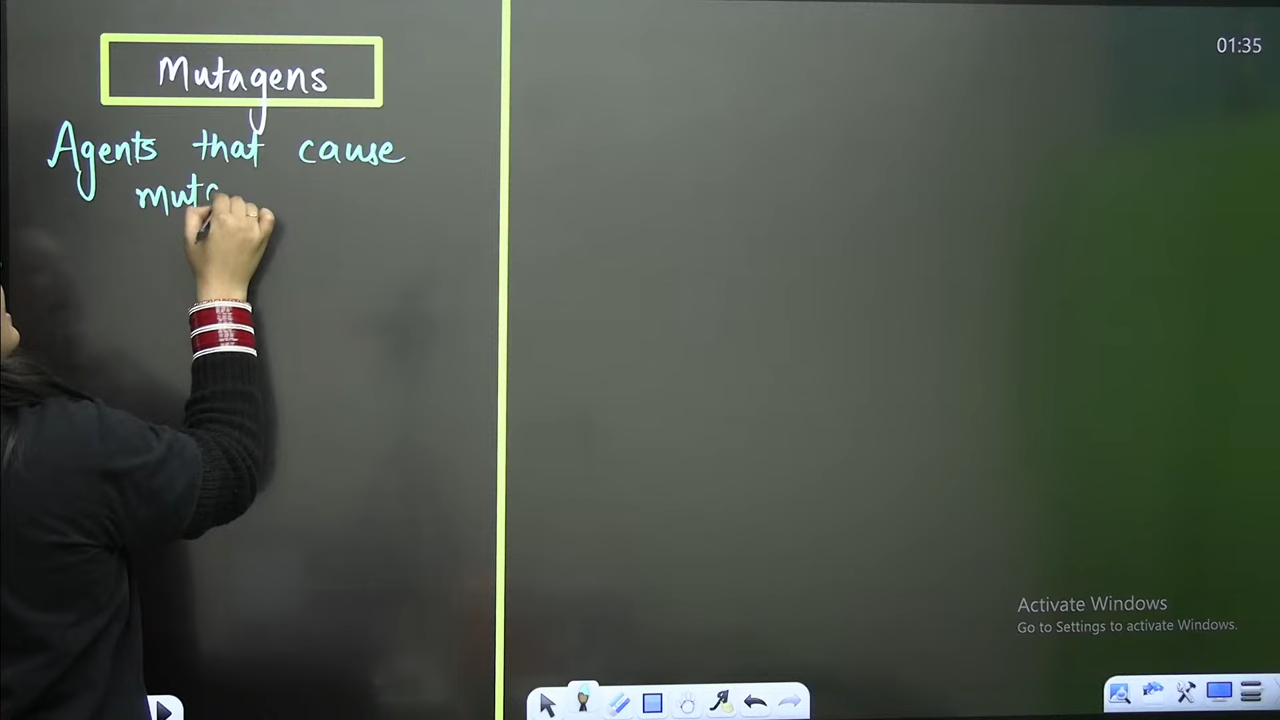 Mutagens
01:35
Agents that cause
Activate Windows
Go to Settings to activate Windows.